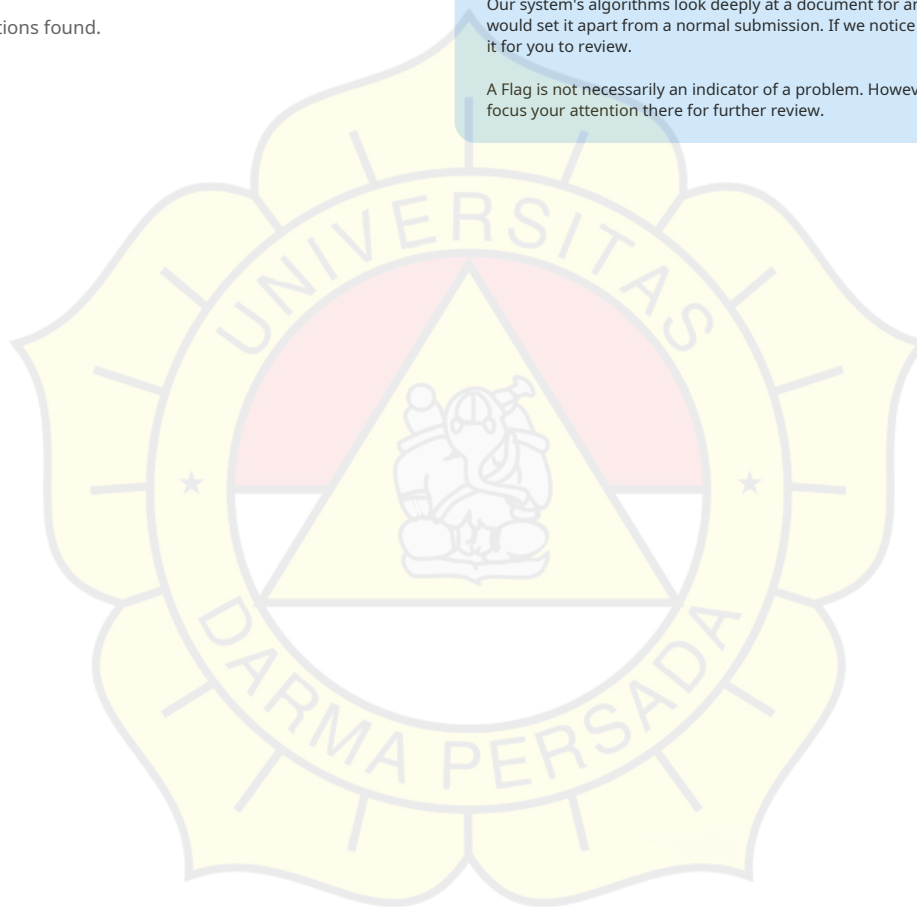 tions found.
Our system's algorithms look deeply at a document for an
would set it apart from a normal submission. If we notice
it for you to review.
A Flag is not necessarily an indicator of a problem. Howev
focus your attention there for further review.
UNIVERSITAS
DARMA PERSADA